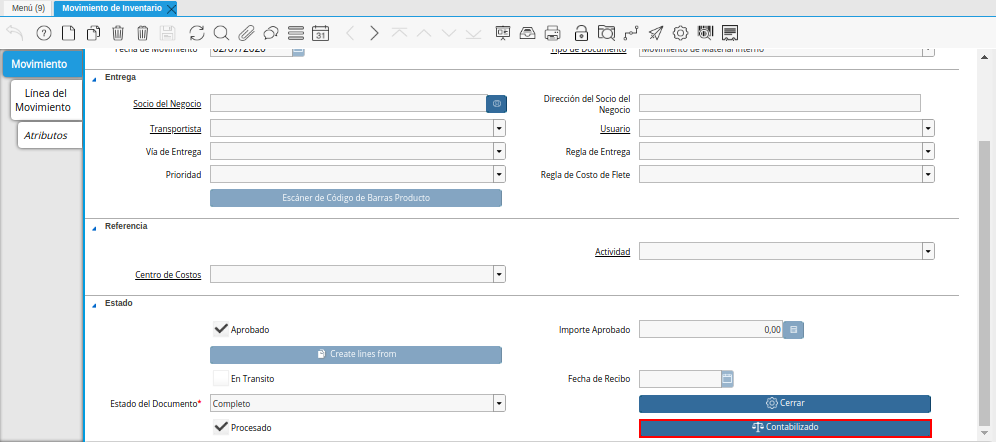 Menú (9)
Movimiento de Inventario
31
Movimiento
Línea del
Movimiento
Atributos
Fecha de Movimiento
02/07/2020
Tipo de Documento
Movimiento de Material Interno
Entrega
Socio del Negocio
Dirección del Socio del
Negocio
Transportista
Usuario
Vía de Entrega
Regla de Entrega
Prioridad
Regla de Costo de Flete
Escáner de Código de Barras Producto
Referencia
Actividad
Centro de Costos
Estado
Aprobado
Importe Aprobado
0,00
Create lines from
En Transito
Fecha de Recibo
Estado del Documento*
Completo
Cerrar
Procesado
Contabilizado